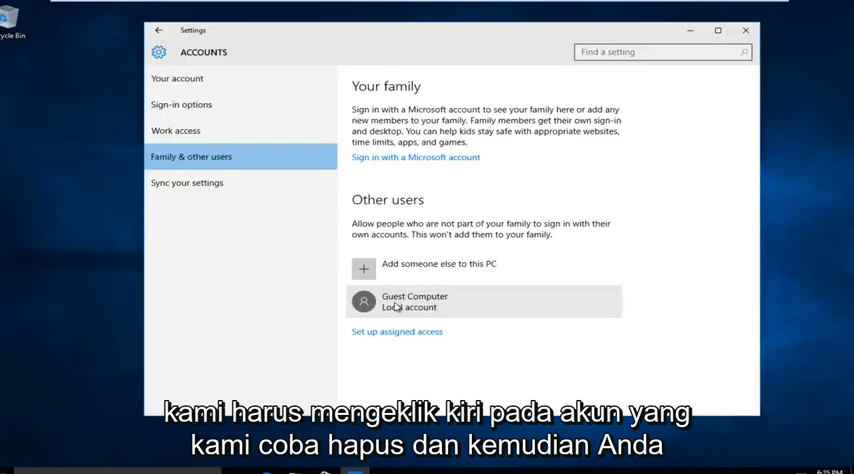 Settings
ACCOUNTS
Find a setting
Your account
Sign-in options
Work access
Family & other users
Sync your settings
Your family
Sign in with a Microsoft account to see your family here or add any
new members to your family. Family members get their own sign-in
and desktop. You can help kids stay safe with appropriate websites,
time limits, apps, and games.
Sign in with a Microsoft account
Other users
Allow people who are not part of your family to sign in with their
own accounts. This won't add them to your family.
Add someone else to this PC
Guest Computer
Local account
Set up assigned access
kami harus mengeklik kiri pada akun yang
kami coba hapus dan kemudian Anda
cycle Bin
6:25 PM